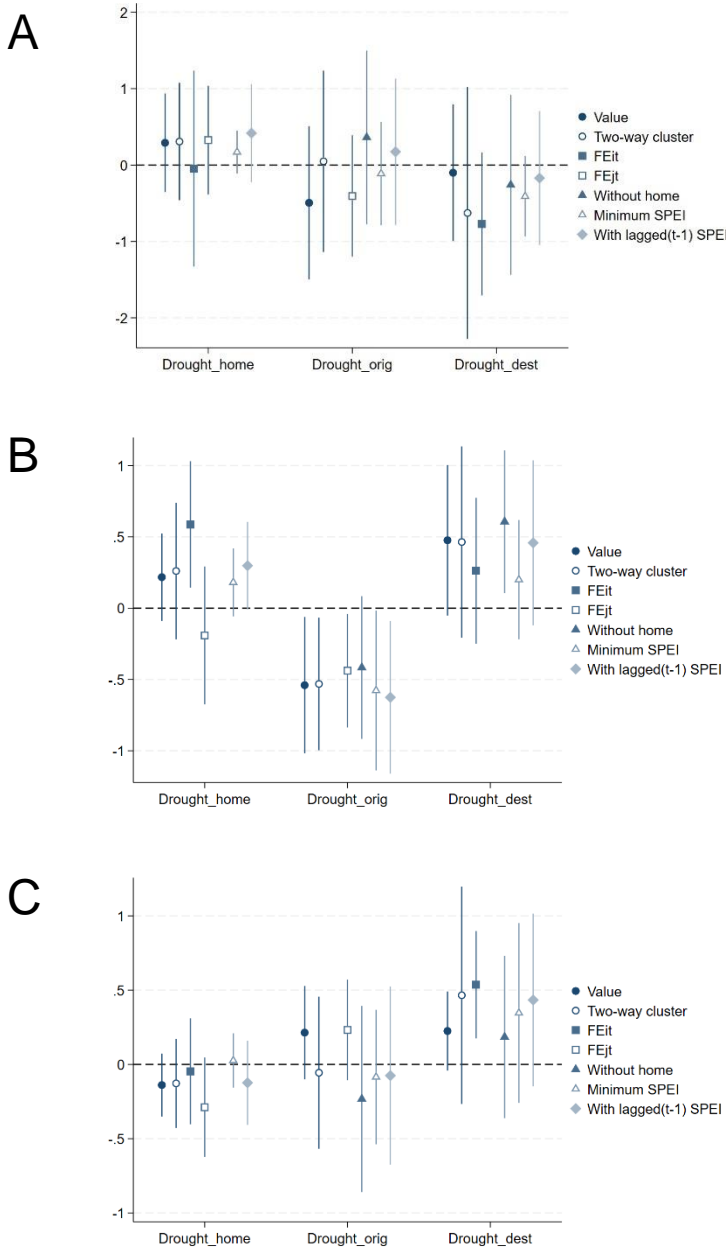 A
2
1
0
-1
-2
Drought_home Drought_orig Drought_dest
Value
Two-way cluster
FEit
FEjt
Without home
Minimum SPEI
With lagged(t-1) SPEI
B
1
.5
0
-.5
-1
Drought_home Drought_orig Drought_dest
Value
Two-way cluster
FEit
FEjt
Without home
Minimum SPEI
With lagged(t-1) SPEI
C
1
.5
0
-.5
-1
Drought_home Drought_orig Drought_dest
Value
Two-way cluster
FEit
FEjt
Without home
Minimum SPEI
With lagged(t-1) SPEI